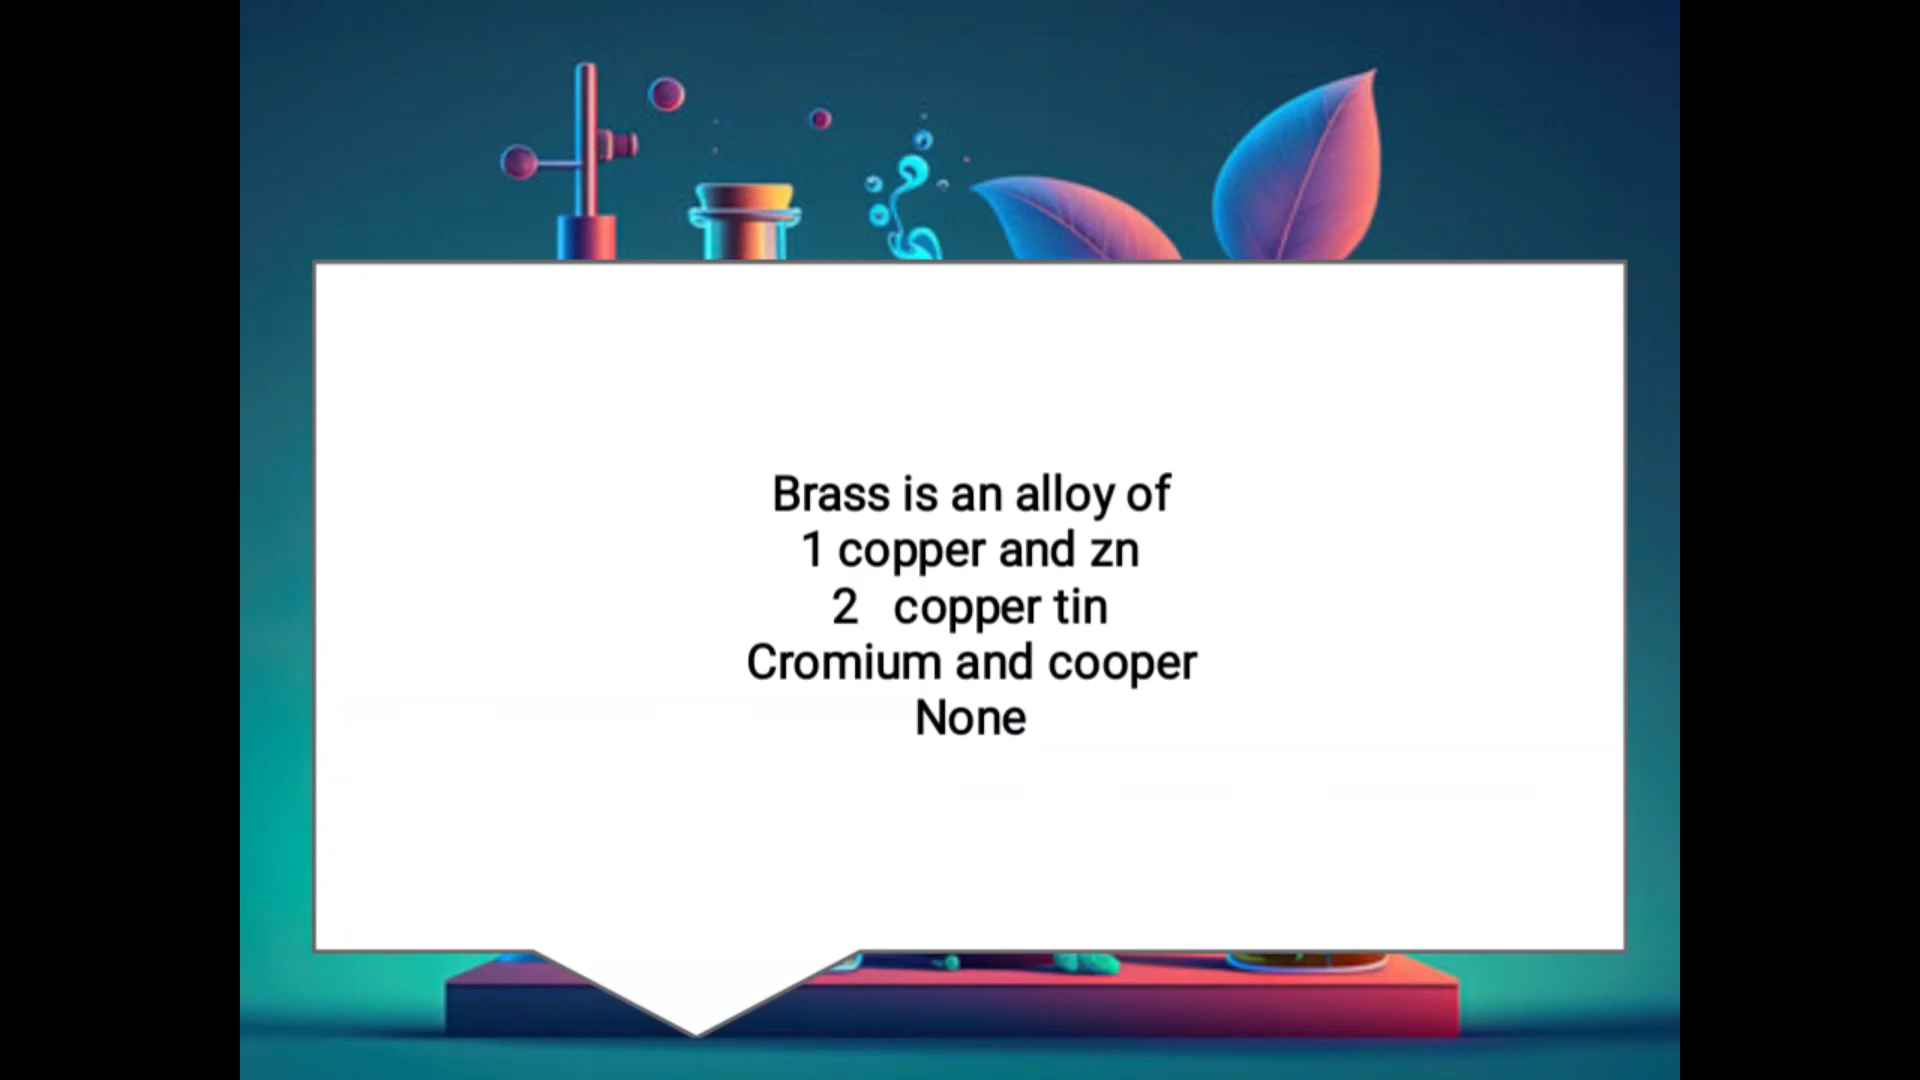 Brass is an alloy of
1 copper and zn
2 copper tin
Cromium and cooper
None